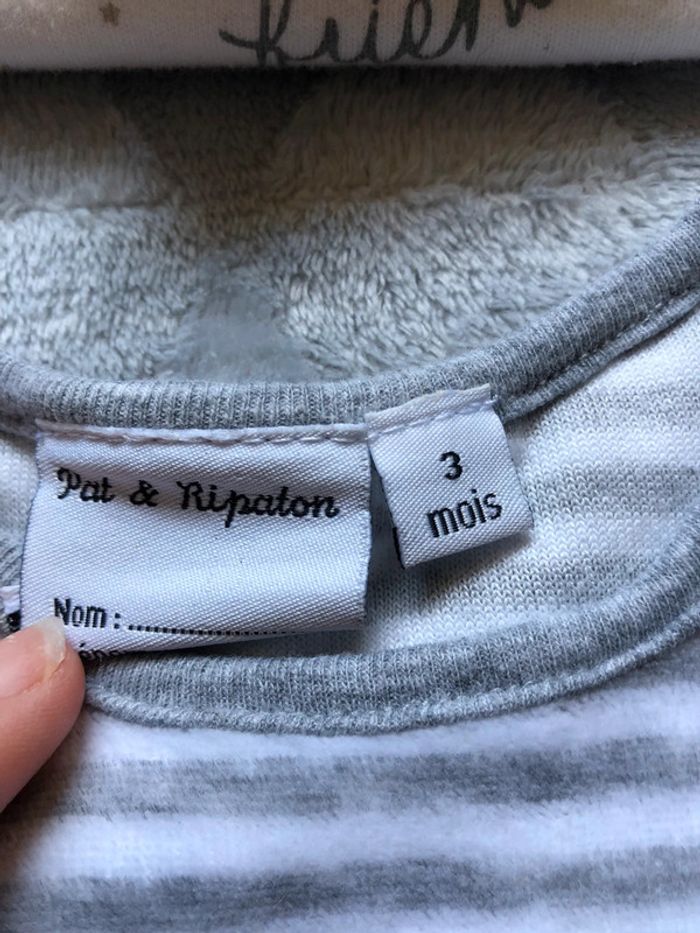 Pat & Ripaton
3
mois
Nom :..........................